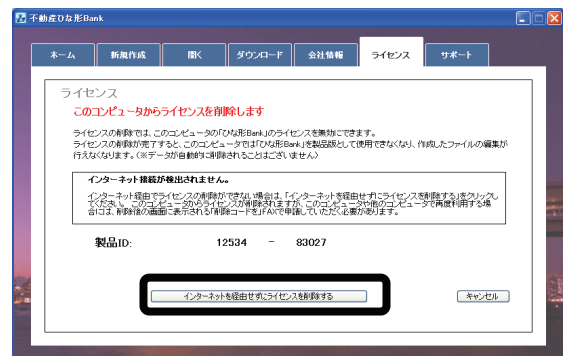 不動産ひな形Bank
ホーム 新規作成 開く ダウンロード 会社情報 ライセンス サポート
ライセンス
このコンピュータからライセンスを削除します
ライセンスの削除では、このコンピュータの「ひな形Bank」のライセンスを無効にできます。
ライセンスの削除が完了すると、このコンピュータでは「ひな形Bank」を製品版として使用できなくなり、作成したファイルの編集が
行えなくなります。(※データが自動的に削除されることはございません)
インターネット接続が検出されません。
インターネット経由でライセンスの削除ができない場合は、「インターネットを経由せずにライセンスを削除する」をクリックし
てください。このコンピュータからライセンスが削除されますが、このコンピュータや他のコンピュータで再度利用する場
合には、削除後の画面に表示される「削除コード」をFAXで申請していただく必要があります。
製品ID: 12534 - 83027
インターネットを経由せずにライセンスを削除する キャンセル